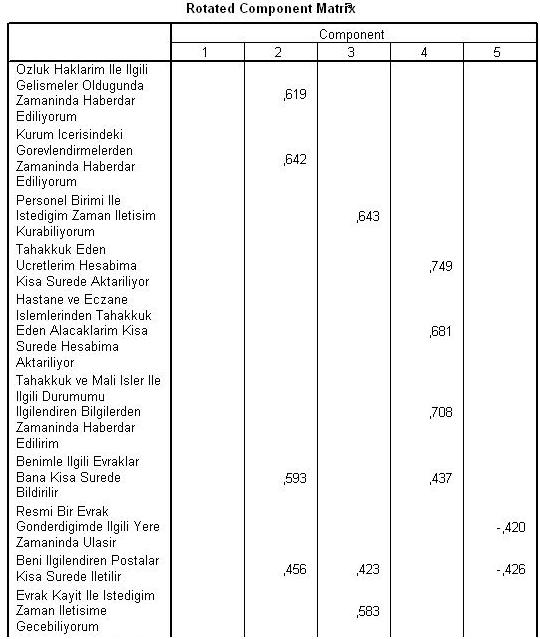 Rotated Component Matrix
Component
1 2 3 4 5
Ozluk Haklarim Ile Ilgili
Gelismeler Oldugunda
Zamaninda Haberdar
Ediliyorum
,619
Kurum Icerisindeki
Gorevlendirmelerden
Zamaninda Haberdar
Ediliyorum
,642
Personel Birimi Ile
Istedigim Zaman Iletisim
Kurabiliyorum
,643
Tahakkuk Eden
Ucretlerim Hesabima
Kisa Surede Aktariliyor
,749
Hastane ve Eczane
Islemlerinden Tahakkuk
Eden Alacaklarim Kisa
Surede Hesabima
Aktariliyor
,681
Tahakkuk ve Mali Isler Ile
Ilgili Durumumu
Ilgilendiren Bilgilerden
Zamaninda Haberdar
Edilirim
,708
Benimle Ilgili Evraklar
Bana Kisa Surede
Bildirilir
,593 ,437
Resmi Bir Evrak
Gonderdigimde Ilgili Yere
Zamaninda Ulasir
-,420
Beni Ilgilendiren Postalar
Kisa Surede Iletilir
,456 ,423 -,426
Evrak Kayit Ile Istedigim
Zaman Iletisime
Gecebiliyorum
,583